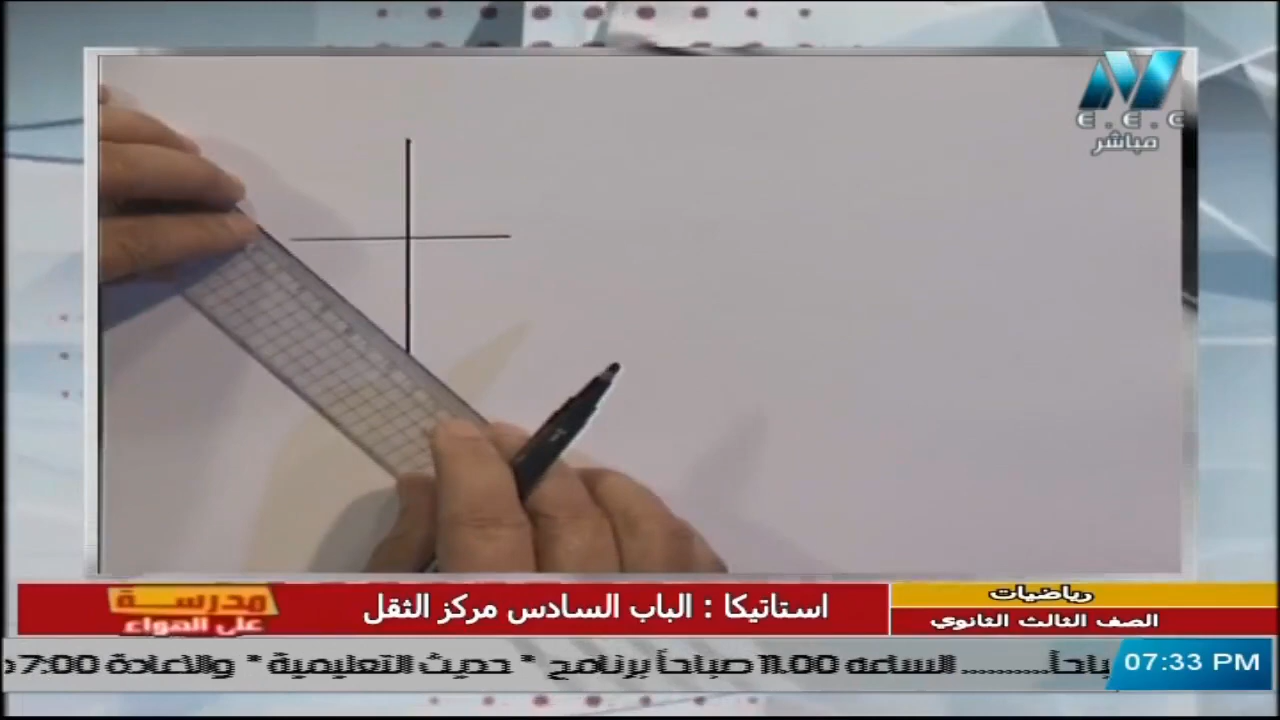 E.E.E
مباشر
رياضيات
الصف الثالث الثانوي
استاتيكا : الباب السادس مركز الثقل
مدرسة
على الهواء
07:33 PM
باحاً.......... الساعه 11.00 صباحاً برنامج " حديث التعليمية " والاعادة 7:00